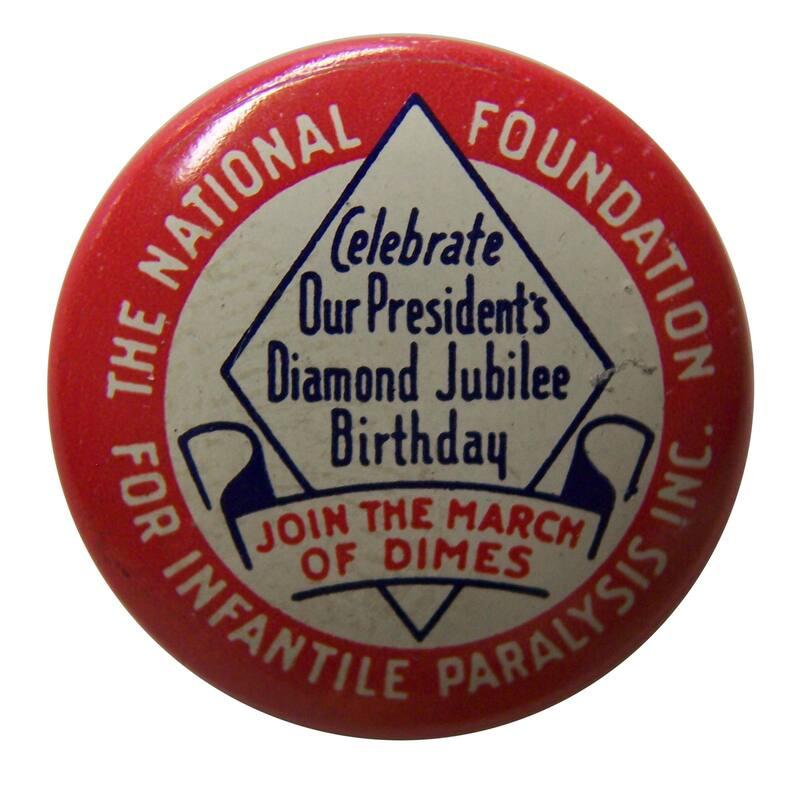 THE NATIONAL FOUNDATION
FOR INFANTILE PARALYSIS INC.
Celebrate
Our President's
Diamond Jubilee
Birthday
JOIN THE MARCH
OF DIMES